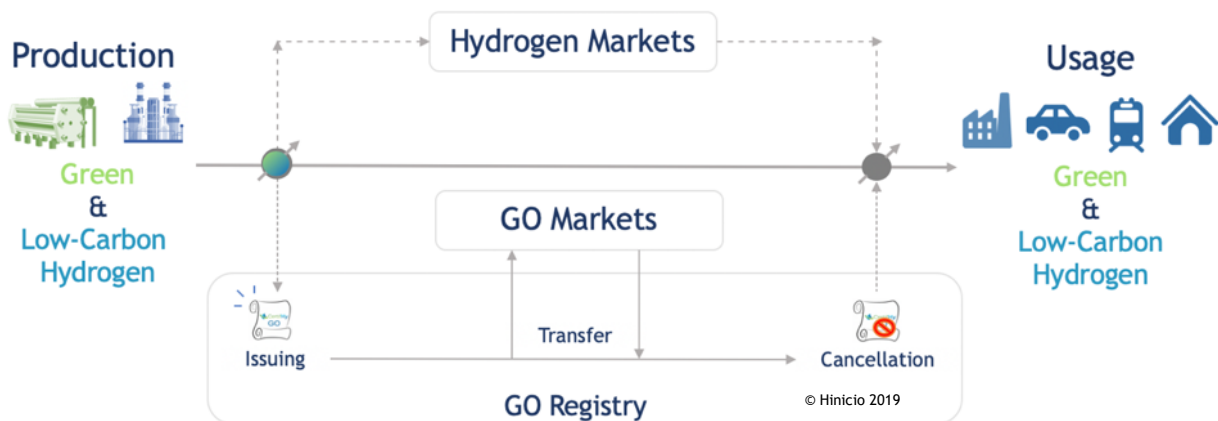 Production
Green
&
Low-Carbon
Hydrogen
Hydrogen Markets
GO Markets
GO
Issuing
Transfer
Cancellation
GO Registry
© Hinicio 2019
Usage
Green
&
Low-Carbon
Hydrogen